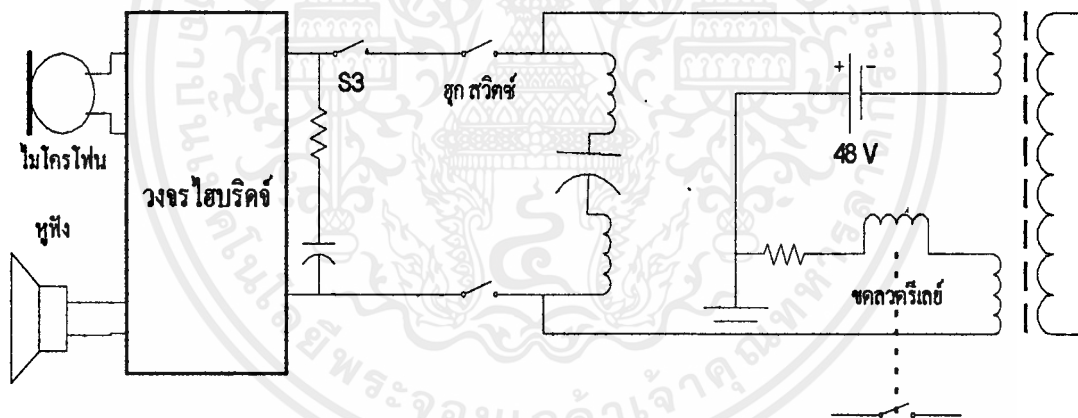 ไมโครโฟน
หูฟัง
วงจรไฮบริดจ์
S3
ฮุก สวิตซ์
+ -
48 V
ขดลวดรีเลย์